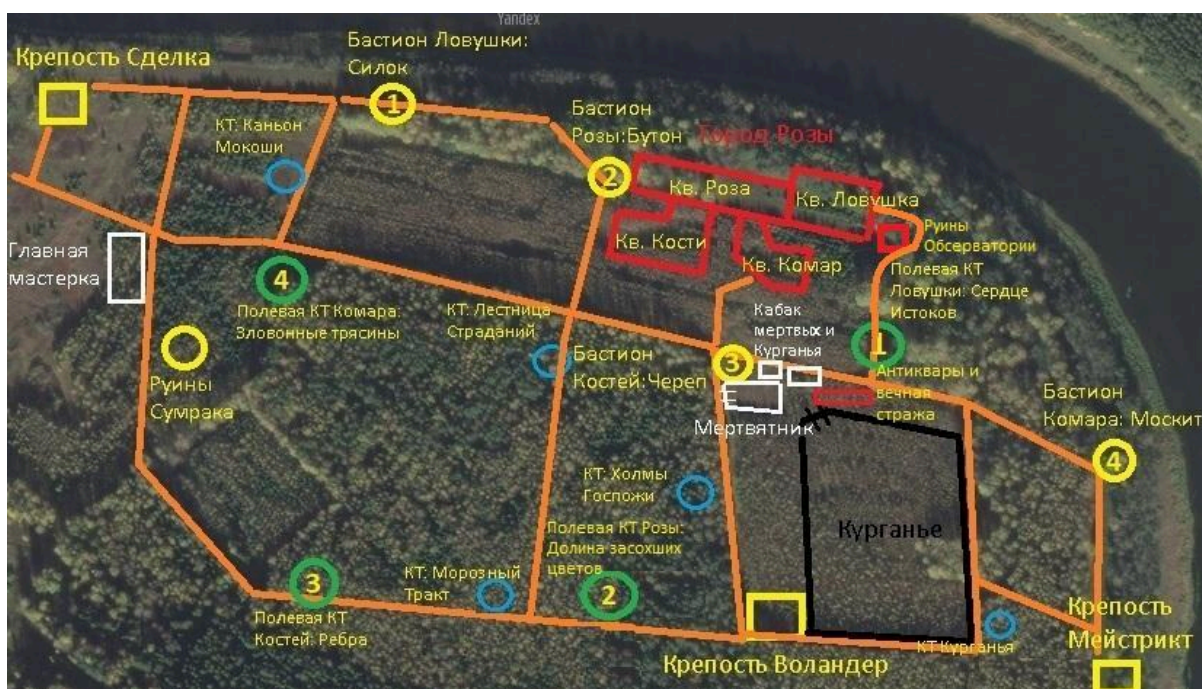 Yandex
Крепость Сделка
Бастион Ловушки:
Силок
1
КТ: Каньон
Мокоши
Бастион
Розы:Бутон
Город Розы
2
Кв. Роза
Кв. Ловушка
Кв. Кости
Кв. Комар
Руины
Обсерватории
Полевая КТ
Ловушки: Сердце
Истоков
1
Главная
мастерка
4
Полевая КТ Комара:
Зловонные трясины
КТ: Лестница
Страданий
Кабак
мертвых и
Курганья
Руины
Сумрака
Бастион
Костей:Череп
3
Антиквары и
вечная
стража
Мертвятник
Бастион
Комара: Москит
4
КТ: Холмы
Госпожи
Курганье
Полевая КТ Розы:
Долина засохших
цветов
2
3
Полевая КТ
Костей: Ребра
КТ: Морозный
Тракт
Крепость Воландер
КТ Курганья
Крепость
Мейстрикт